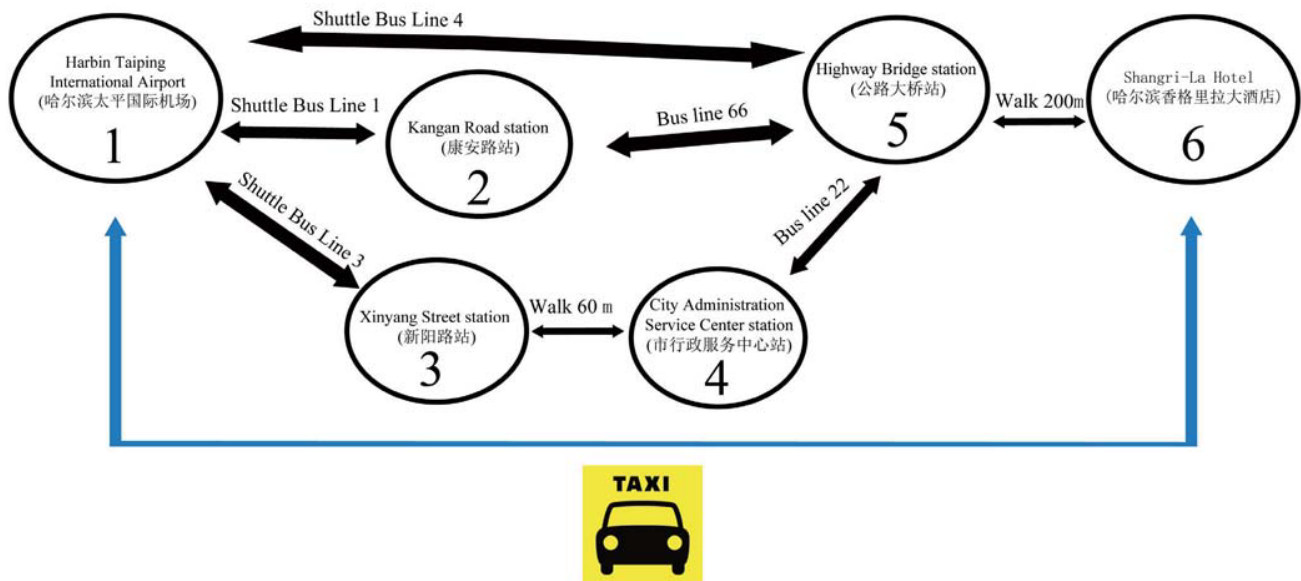 Shuttle Bus Line 4
Harbin Taiping
International Airport
(哈尔滨太平国际机场)
1
Shuttle Bus Line 1
Kangan Road station
(康安路站)
2
Bus line 66
Highway Bridge station
(公路大桥站)
5
Walk 200m
Shangri-La Hotel
(哈尔滨香格里拉大酒店)
6
Shuttle Bus Line 3
Bus line 22
Xinyang Street station
(新阳路站)
3
Walk 60 m
City Administration
Service Center station
(市行政服务中心站)
4
TAXI